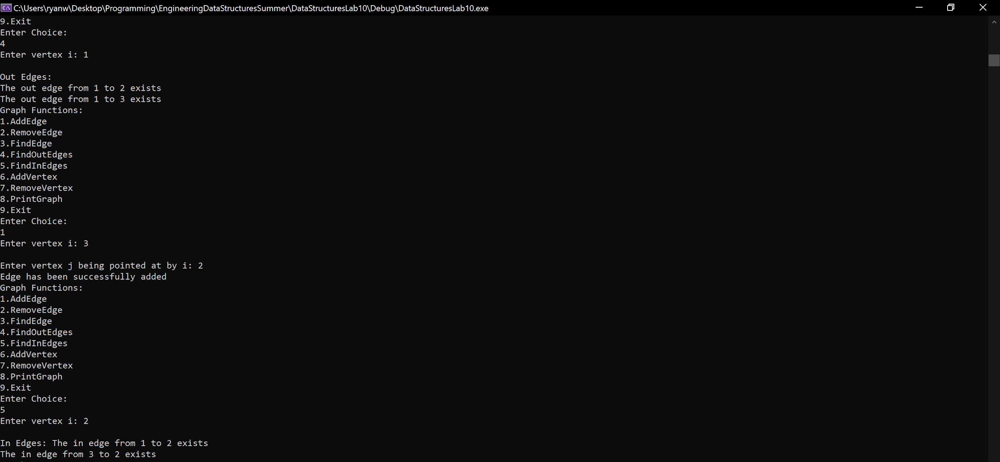 C:\Users\ryanw\Desktop\Programming\EngineeringDataStructuresSummer\DataStructuresLab10\Debug\DataStructuresLab10.exe
9.Exit
Enter Choice:
4
Enter vertex i: 1
Out Edges:
The out edge from 1 to 2 exists
The out edge from 1 to 3 exists
Graph Functions:
1.AddEdge
2.RemoveEdge
3.FindEdge
4.FindOutEdges
5.FindInEdges
6.AddVertex
7.RemoveVertex
8.PrintGraph
9.Exit
Enter Choice:
1
Enter vertex i: 3
Enter vertex j being pointed at by i: 2
Edge has been successfully added
Graph Functions:
1.AddEdge
2.RemoveEdge
3.FindEdge
4.FindOutEdges
5.FindInEdges
6.AddVertex
7.RemoveVertex
8.PrintGraph
9.Exit
Enter Choice:
5
Enter vertex i: 2
In Edges: The in edge from 1 to 2 exists
The in edge from 3 to 2 exists